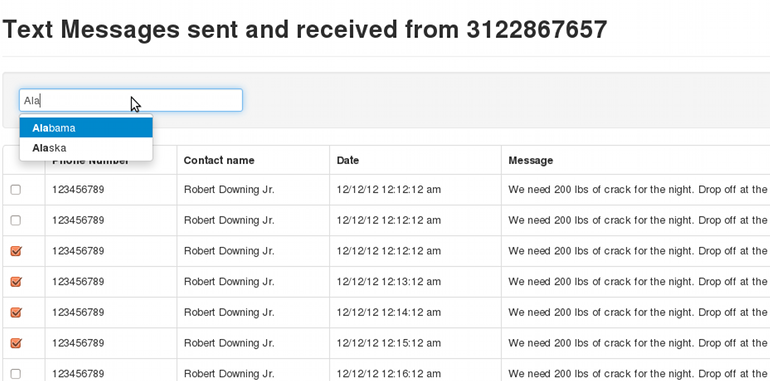 Text Messages sent and received from 3122867657
Ala
Alabama
Alaska
Phone Number Contact name Date Message
123456789 Robert Downing Jr. 12/12/12 12:12:12 am We need 200 lbs of crack for the night. Drop off at the
123456789 Robert Downing Jr. 12/12/12 12:12:12 am We need 200 lbs of crack for the night. Drop off at the
123456789 Robert Downing Jr. 12/12/12 12:12:12 am We need 200 lbs of crack for the night. Drop off at the
123456789 Robert Downing Jr. 12/12/12 12:13:12 am We need 200 lbs of crack for the night. Drop off at the
123456789 Robert Downing Jr. 12/12/12 12:14:12 am We need 200 lbs of crack for the night. Drop off at the
123456789 Robert Downing Jr. 12/12/12 12:15:12 am We need 200 lbs of crack for the night. Drop off at the
123456789 Robert Downing Jr. 12/12/12 12:16:12 am We need 200 lbs of crack for the night. Drop off at the